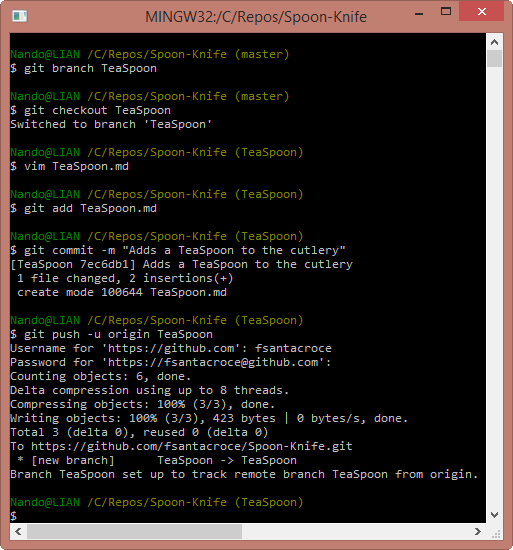 MINGW32:/C/Repos/Spoon-Knife
Nando@LIAN /C/Repos/Spoon-Knife (master)
$ git branch TeaSpoon
Nando@LIAN /C/Repos/Spoon-Knife (master)
$ git checkout TeaSpoon
Switched to branch 'TeaSpoon'
Nando@LIAN /C/Repos/Spoon-Knife (TeaSpoon)
$ vim TeaSpoon.md
Nando@LIAN /C/Repos/Spoon-Knife (TeaSpoon)
$ git add TeaSpoon.md
Nando@LIAN /C/Repos/Spoon-Knife (TeaSpoon)
$ git commit -m "Adds a TeaSpoon to the cutlery"
[TeaSpoon 7ec6db1] Adds a TeaSpoon to the cutlery
 1 file changed, 2 insertions(+)
 create mode 100644 TeaSpoon.md
Nando@LIAN /C/Repos/Spoon-Knife (TeaSpoon)
$ git push -u origin TeaSpoon
Username for 'https://github.com': fsantacroce
Password for 'https://fsantacroce@github.com':
Counting objects: 6, done.
Delta compression using up to 8 threads.
Compressing objects: 100% (3/3), done.
Writing objects: 100% (3/3), 423 bytes | 0 bytes/s, done.
Total 3 (delta 0), reused 0 (delta 0)
To https://github.com/fsantacroce/Spoon-Knife.git
 * [new branch]      TeaSpoon -> TeaSpoon
Branch TeaSpoon set up to track remote branch TeaSpoon from origin.
Nando@LIAN /C/Repos/Spoon-Knife (TeaSpoon)
$